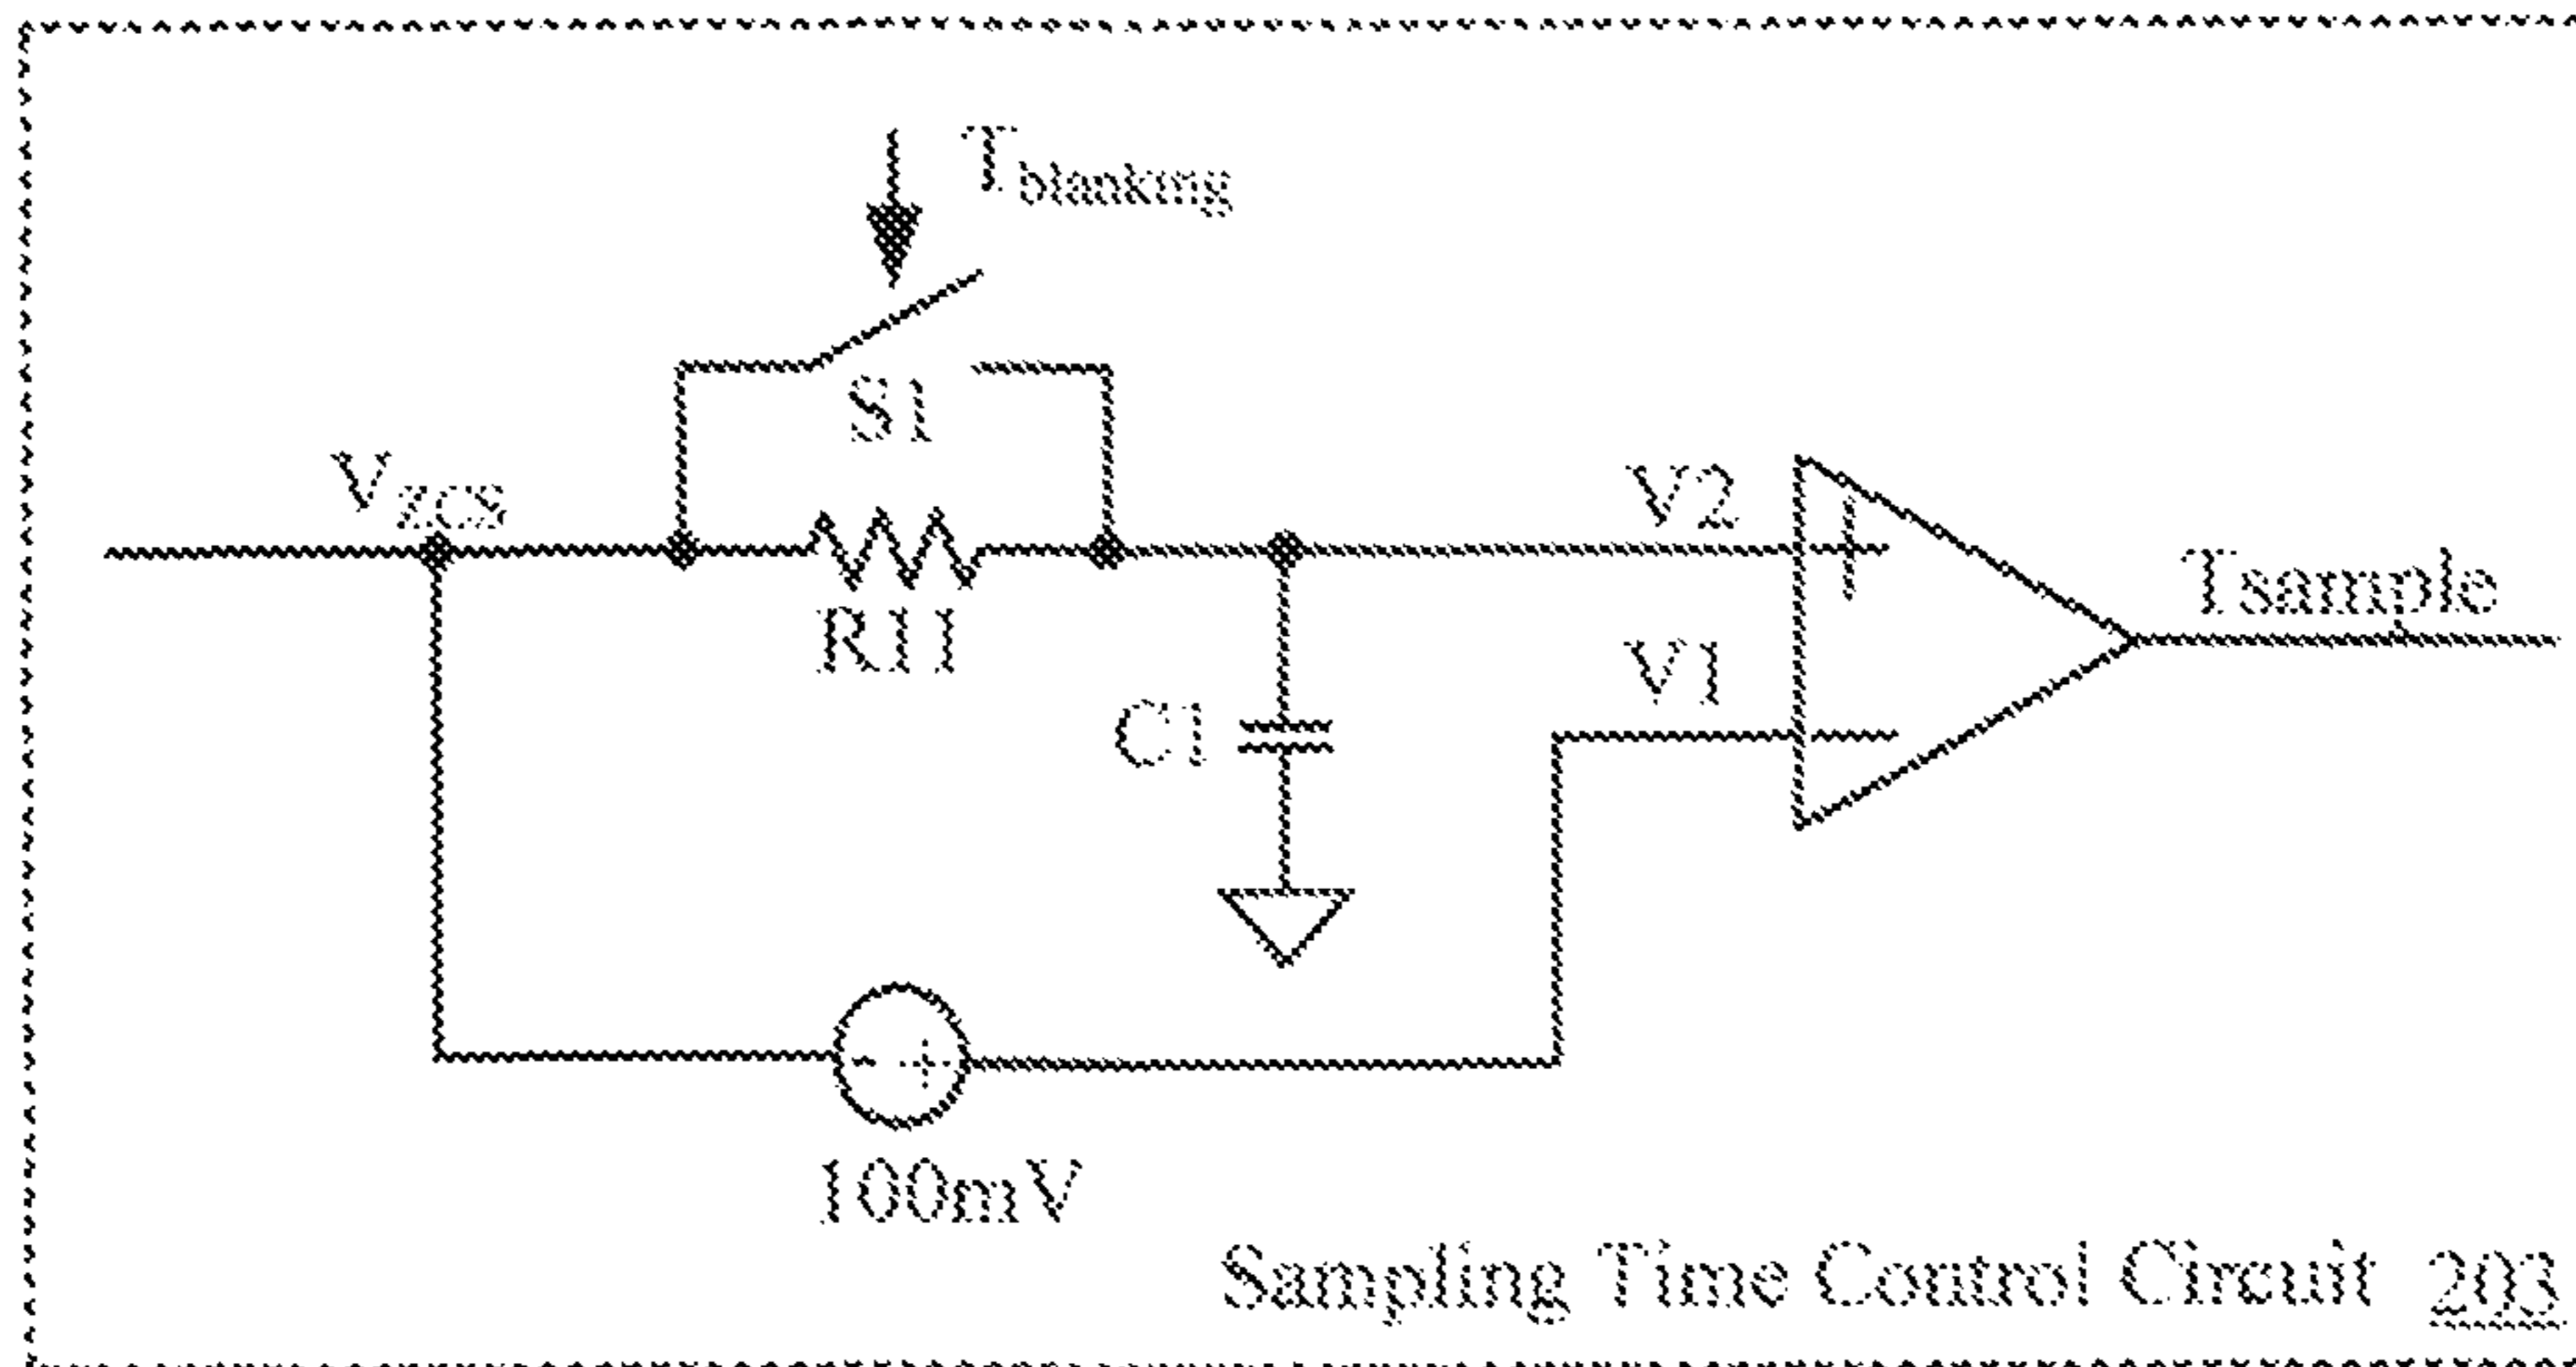 Tblanking
S1
VZCS
V2
R11
Tsample
V1
C1
- +
100mV
Sampling Time Control Circuit 203